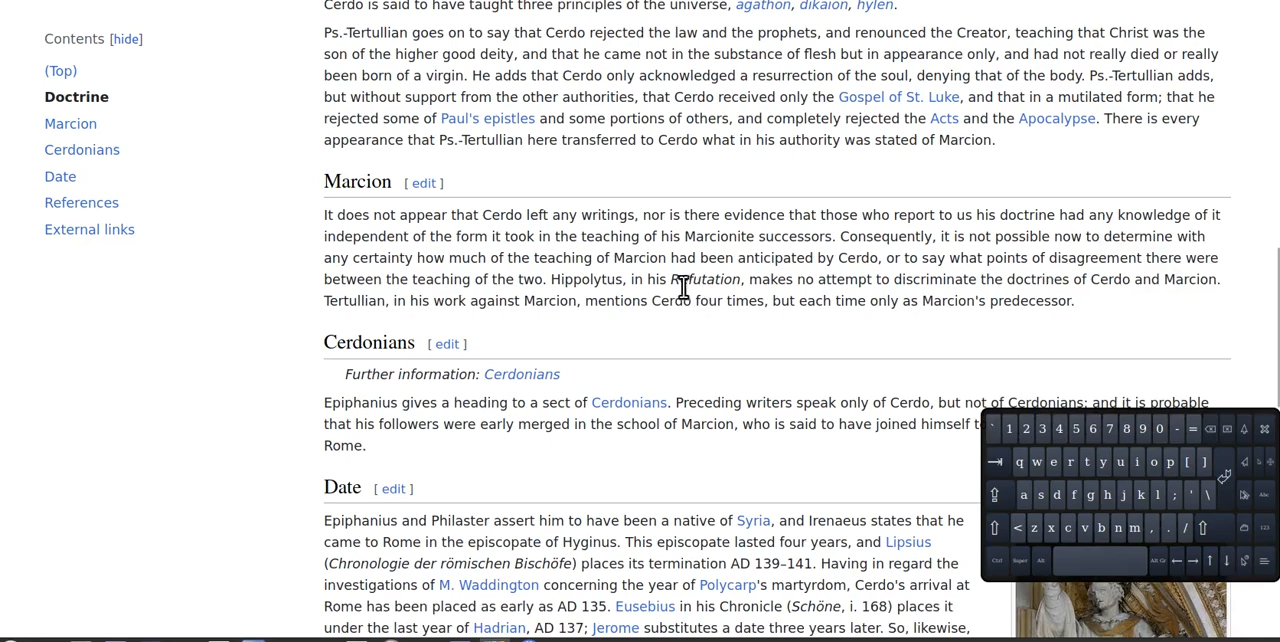 Contents [hide]
(Top)
Doctrine
Marcion
Cerdonians
Date
References
External links
Cerdo is said to have taught three principles of the universe, agathon, dikaion, hylen.
Ps.-Tertullian goes on to say that Cerdo rejected the law and the prophets, and renounced the Creator, teaching that Christ was the
son of the higher good deity, and that he came not in the substance of flesh but in appearance only, and had not really died or really
been born of a virgin. He adds that Cerdo only acknowledged a resurrection of the soul, denying that of the body. Ps.-Tertullian adds,
but without support from the other authorities, that Cerdo received only the Gospel of St. Luke, and that in a mutilated form; that he
rejected some of Paul's epistles and some portions of others, and completely rejected the Acts and the Apocalypse. There is every
appearance that Ps.-Tertullian here transferred to Cerdo what in his authority was stated of Marcion.
Marcion [ edit ]
It does not appear that Cerdo left any writings, nor is there evidence that those who report to us his doctrine had any knowledge of it
independent of the form it took in the teaching of his Marcionite successors. Consequently, it is not possible now to determine with
any certainty how much of the teaching of Marcion had been anticipated by Cerdo, or to say what points of disagreement there were
between the teaching of the two. Hippolytus, in his Refutation, makes no attempt to discriminate the doctrines of Cerdo and Marcion.
Tertullian, in his work against Marcion, mentions Cerdo four times, but each time only as Marcion's predecessor.
Cerdonians [ edit ]
Further information: Cerdonians
Epiphanius gives a heading to a sect of Cerdonians. Preceding writers speak only of Cerdo, but not of Cerdonians; and it is probable
that his followers were early merged in the school of Marcion, who is said to have joined himself t
Rome.
Date [ edit ]
Epiphanius and Philaster assert him to have been a native of Syria, and Irenaeus states that he
came to Rome in the episcopate of Hyginus. This episcopate lasted four years, and Lipsius
(Chronologie der römischen Bischöfe) places its termination AD 139–141. Having in regard the
investigations of M. Waddington concerning the year of Polycarp's martyrdom, Cerdo's arrival at
Rome has been placed as early as AD 135. Eusebius in his Chronicle (Schöne, i. 168) places it
under the last year of Hadrian, AD 137; Jerome substitutes a date three years later. So, likewise,
` 1 2 3 4 5 6 7 8 9 0 - =
q w e r t y u i o p [ ]
a s d f g h j k l ; ' \ Abc
< z x c v b n m , . / 123
Ctrl Super Alt Alt Gr ← → ↑ ↓